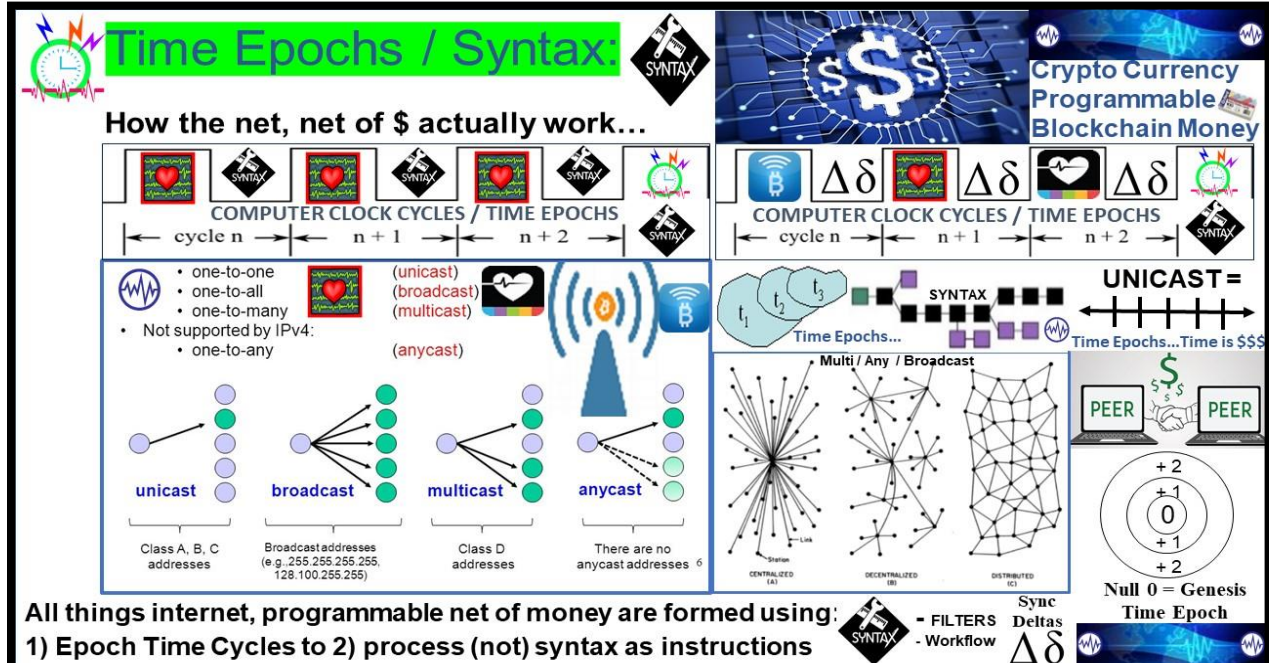 Time Epochs / Syntax:
SYNTAX
How the net, net of $ actually work…
Crypto Currency
Programmable
Blockchain Money
SYNTAX
SYNTAX
SYNTAX
COMPUTER CLOCK CYCLES / TIME EPOCHS
cycle n
n + 1
n + 2
SYNTAX
Δδ
Δδ
Δδ
COMPUTER CLOCK CYCLES / TIME EPOCHS
cycle n
n + 1
n + 2
SYNTAX
• one-to-one (unicast)
• one-to-all (broadcast)
• one-to-many (multicast)
• Not supported by IPv4:
• one-to-any (anycast)
unicast
broadcast
multicast
anycast
Class A, B, C
addresses
Broadcast addresses
(e.g.,255.255.255.255,
128.100.255.255)
Class D
addresses
There are no
anycast addresses 6
t1
t2
t3
Time Epochs…
SYNTAX
UNICAST =
Time Epochs…Time is $$$
Multi / Any / Broadcast
Link
Station
CENTRALIZED
(A)
DECENTRALIZED
(B)
DISTRIBUTED
(C)
PEER
PEER
+ 2
+ 1
0
+ 1
+ 2
Null 0 = Genesis
Time Epoch
All things internet, programmable net of money are formed using:
1) Epoch Time Cycles to 2) process (not) syntax as instructions
SYNTAX
- FILTERS
- Workflow
Sync
Deltas
Δδ